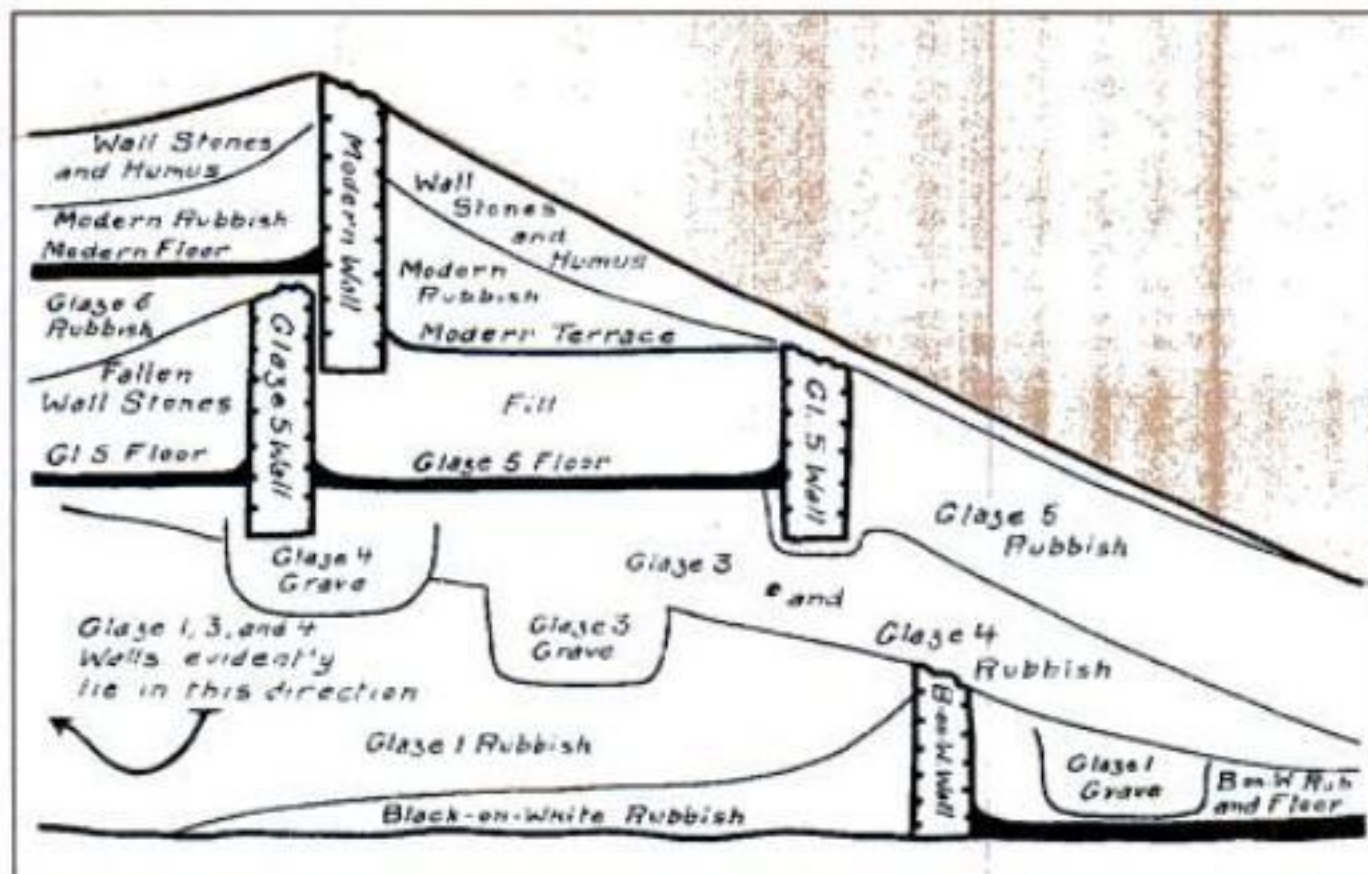 Wall Stones
and Humus
Modern Rubbish
Modern Floor
Modern Wall
Wall
Stones
and
Humus
Modern
Rubbish
Modern Terrace
Glaze 6
Rubbish
Fallen
Wall Stones
Gl 5 Floor
Glaze 5 Wall
Fill
Glaze 5 Floor
Gl. 5 Wall
Glaze 5
Rubbish
Glaze 4
Grave
Glaze 3
and
Glaze 4
Rubbish
Glaze 3
Grave
Glaze 1, 3, and 4
Walls evidently
lie in this direction
Glaze 1 Rubbish
Black-on-White Rubbish
B-on-W Wall
Glaze 1
Grave
B on W Rub
and Floor